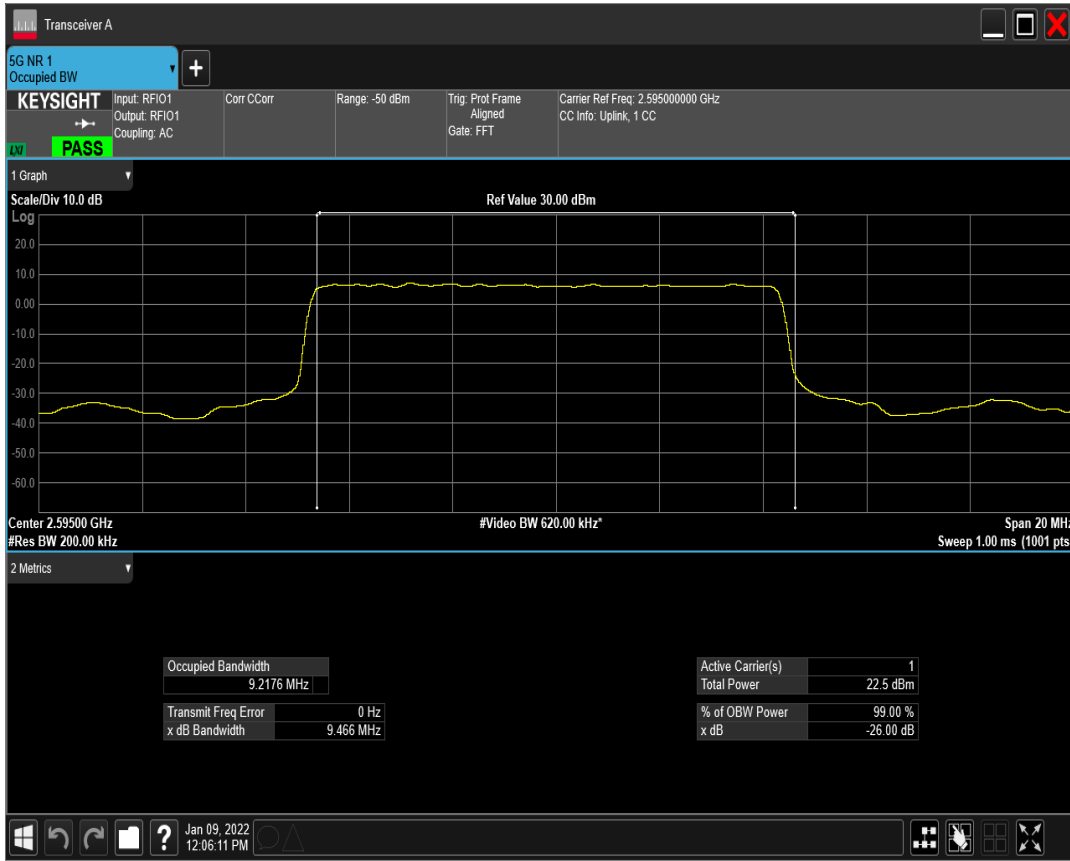 Transceiver A
5G NR 1
Occupied BW
+
KEYSIGHT
Input: RFIO1
Output: RFIO1
Coupling: AC
Corr CCorr
Range: -50 dBm
Trig: Prot Frame
Aligned
Gate: FFT
Carrier Ref Freq: 2.595000000 GHz
CC Info: Uplink, 1 CC
LXI
PASS
1 Graph
Scale/Div 10.0 dB
Ref Value 30.00 dBm
Log
20.0
10.0
0.00
-10.0
-20.0
-30.0
-40.0
-50.0
-60.0
Center 2.59500 GHz
#Video BW 620.00 kHz*
Span 20 MHz
#Res BW 200.00 kHz
Sweep 1.00 ms (1001 pts
2 Metrics
Occupied Bandwidth
9.2176 MHz
Transmit Freq Error 0 Hz
x dB Bandwidth 9.466 MHz
Active Carrier(s) 1
Total Power 22.5 dBm
% of OBW Power 99.00 %
x dB -26.00 dB
?
Jan 09, 2022
12:06:11 PM